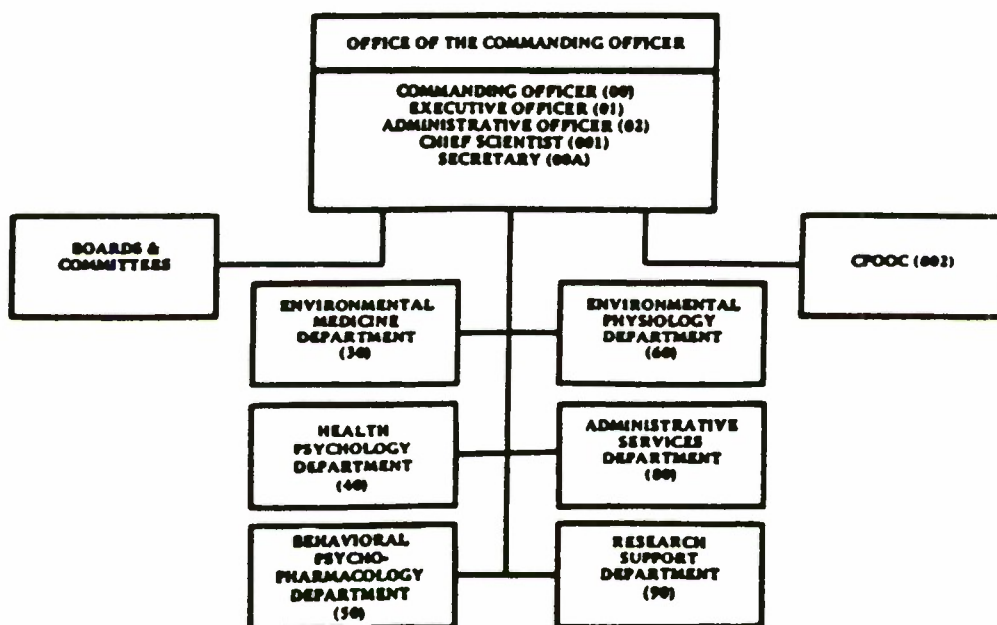 OFFICE OF THE COMMANDING OFFICER
COMMANDING OFFICER (00)
EXECUTIVE OFFICER (01)
ADMINISTRATIVE OFFICER (02)
CHIEF SCIENTIST (001)
SECRETARY (00A)
BOARDS &
COMMITTEES
CPOOC (002)
ENVIRONMENTAL
MEDICINE
DEPARTMENT
(30)
ENVIRONMENTAL
PHYSIOLOGY
DEPARTMENT
(60)
HEALTH
PSYCHOLOGY
DEPARTMENT
(40)
ADMINISTRATIVE
SERVICES
DEPARTMENT
(80)
BEHAVIORAL
PSYCHO-
PHARMACOLOGY
DEPARTMENT
(50)
RESEARCH
SUPPORT
DEPARTMENT
(90)